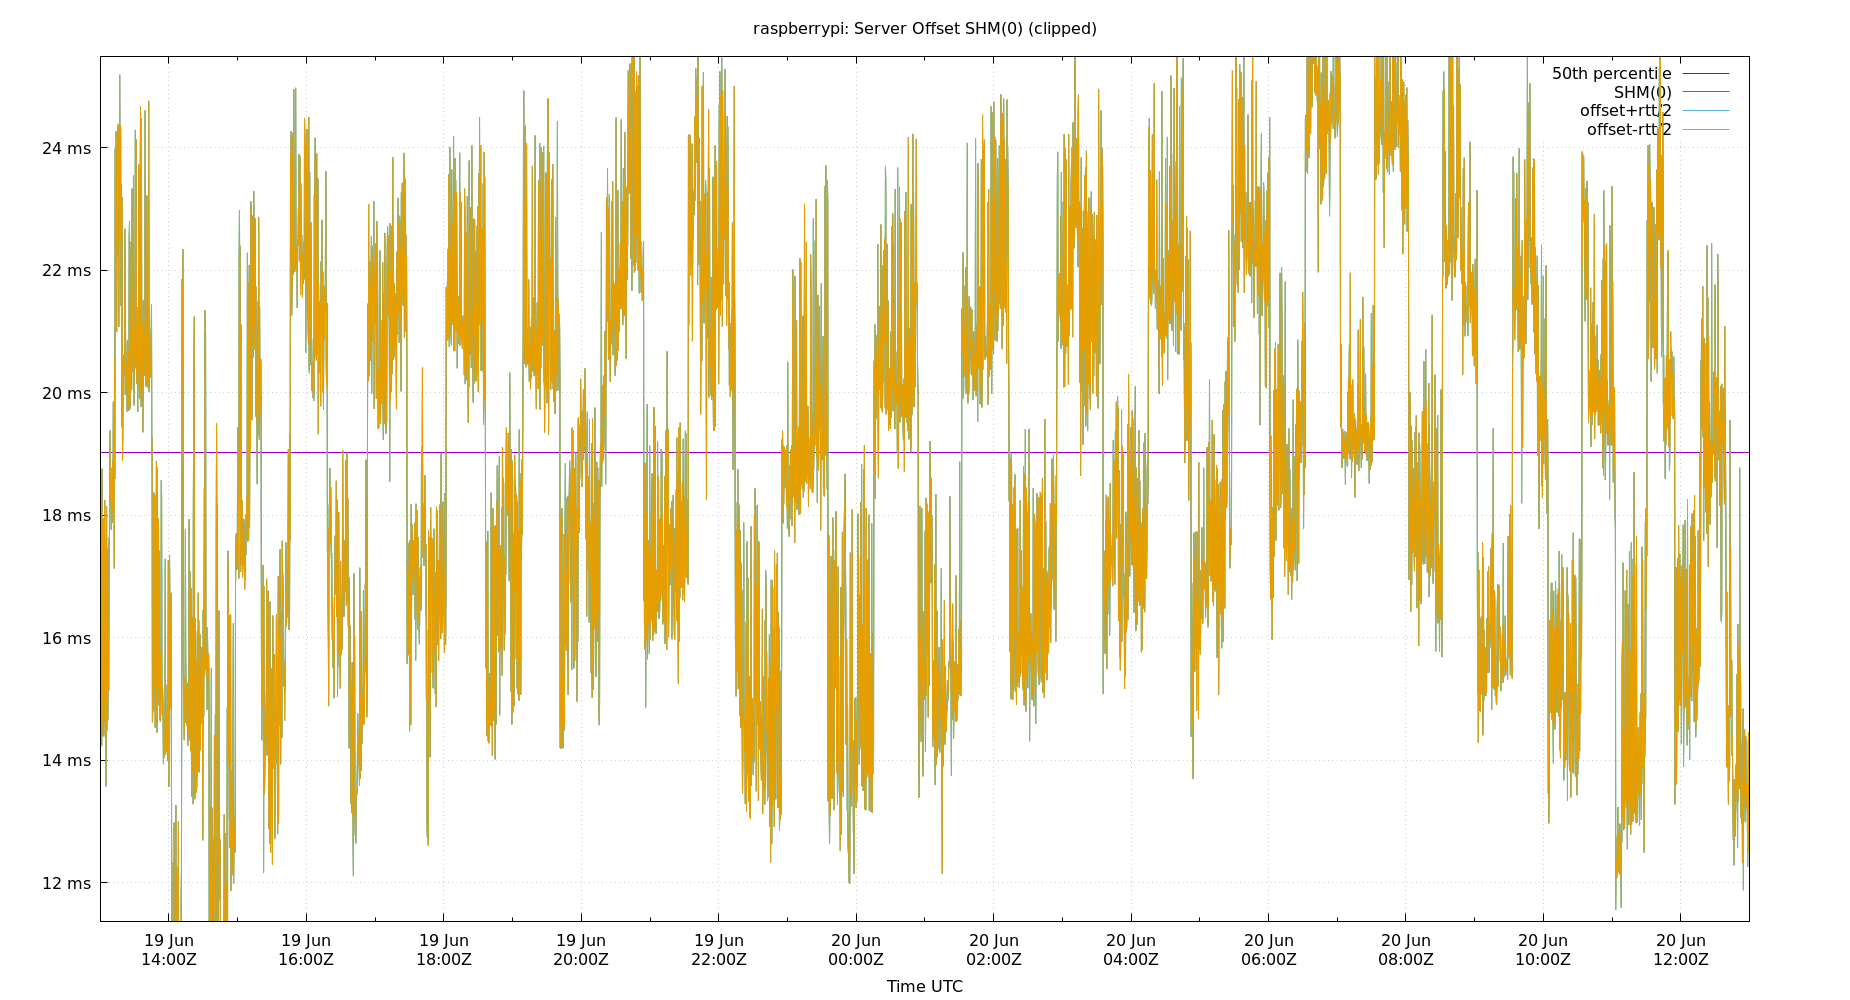 raspberrypi: Server Offset SHM(0) (clipped)
50th percentile
SHM(0)
offset+rtt/2
offset-rtt/2
24 ms
22 ms
20 ms
18 ms
16 ms
14 ms
12 ms
19 Jun 19 Jun 19 Jun 19 Jun 19 Jun 20 Jun 20 Jun 20 Jun 20 Jun 20 Jun 20 Jun 20 Jun
14:00Z 16:00Z 18:00Z 20:00Z 22:00Z 00:00Z 02:00Z 04:00Z 06:00Z 08:00Z 10:00Z 12:00Z
Time UTC